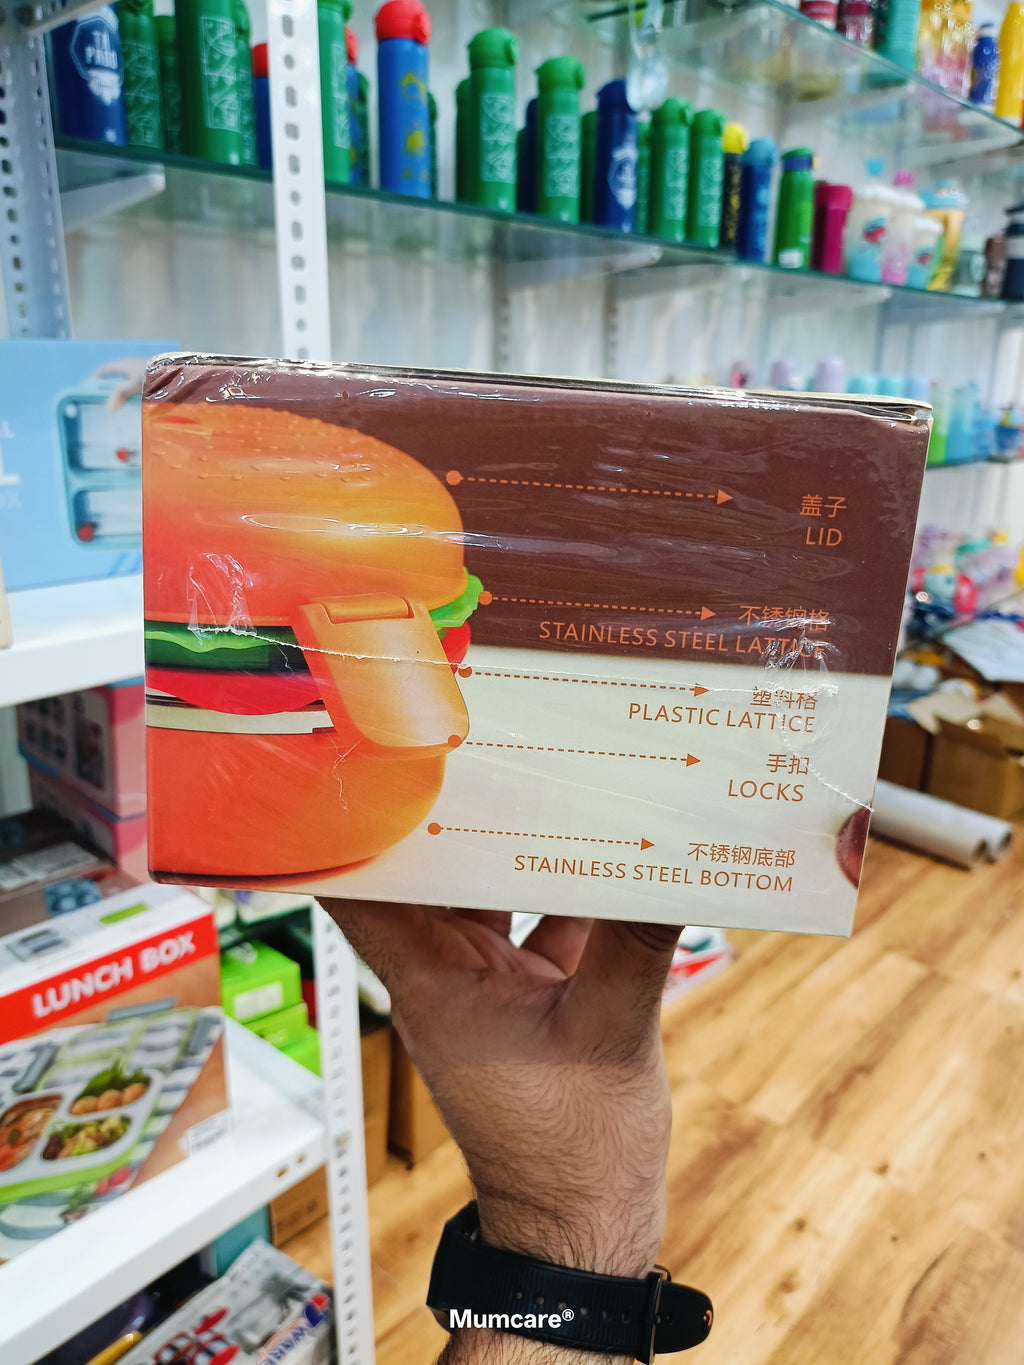 盖子
LID
不锈钢格
STAINLESS STEEL LATTICE
塑料格
PLASTIC LATTICE
手扣
LOCKS
不锈钢底部
STAINLESS STEEL BOTTOM
LUNCH BOX
Mumcare®